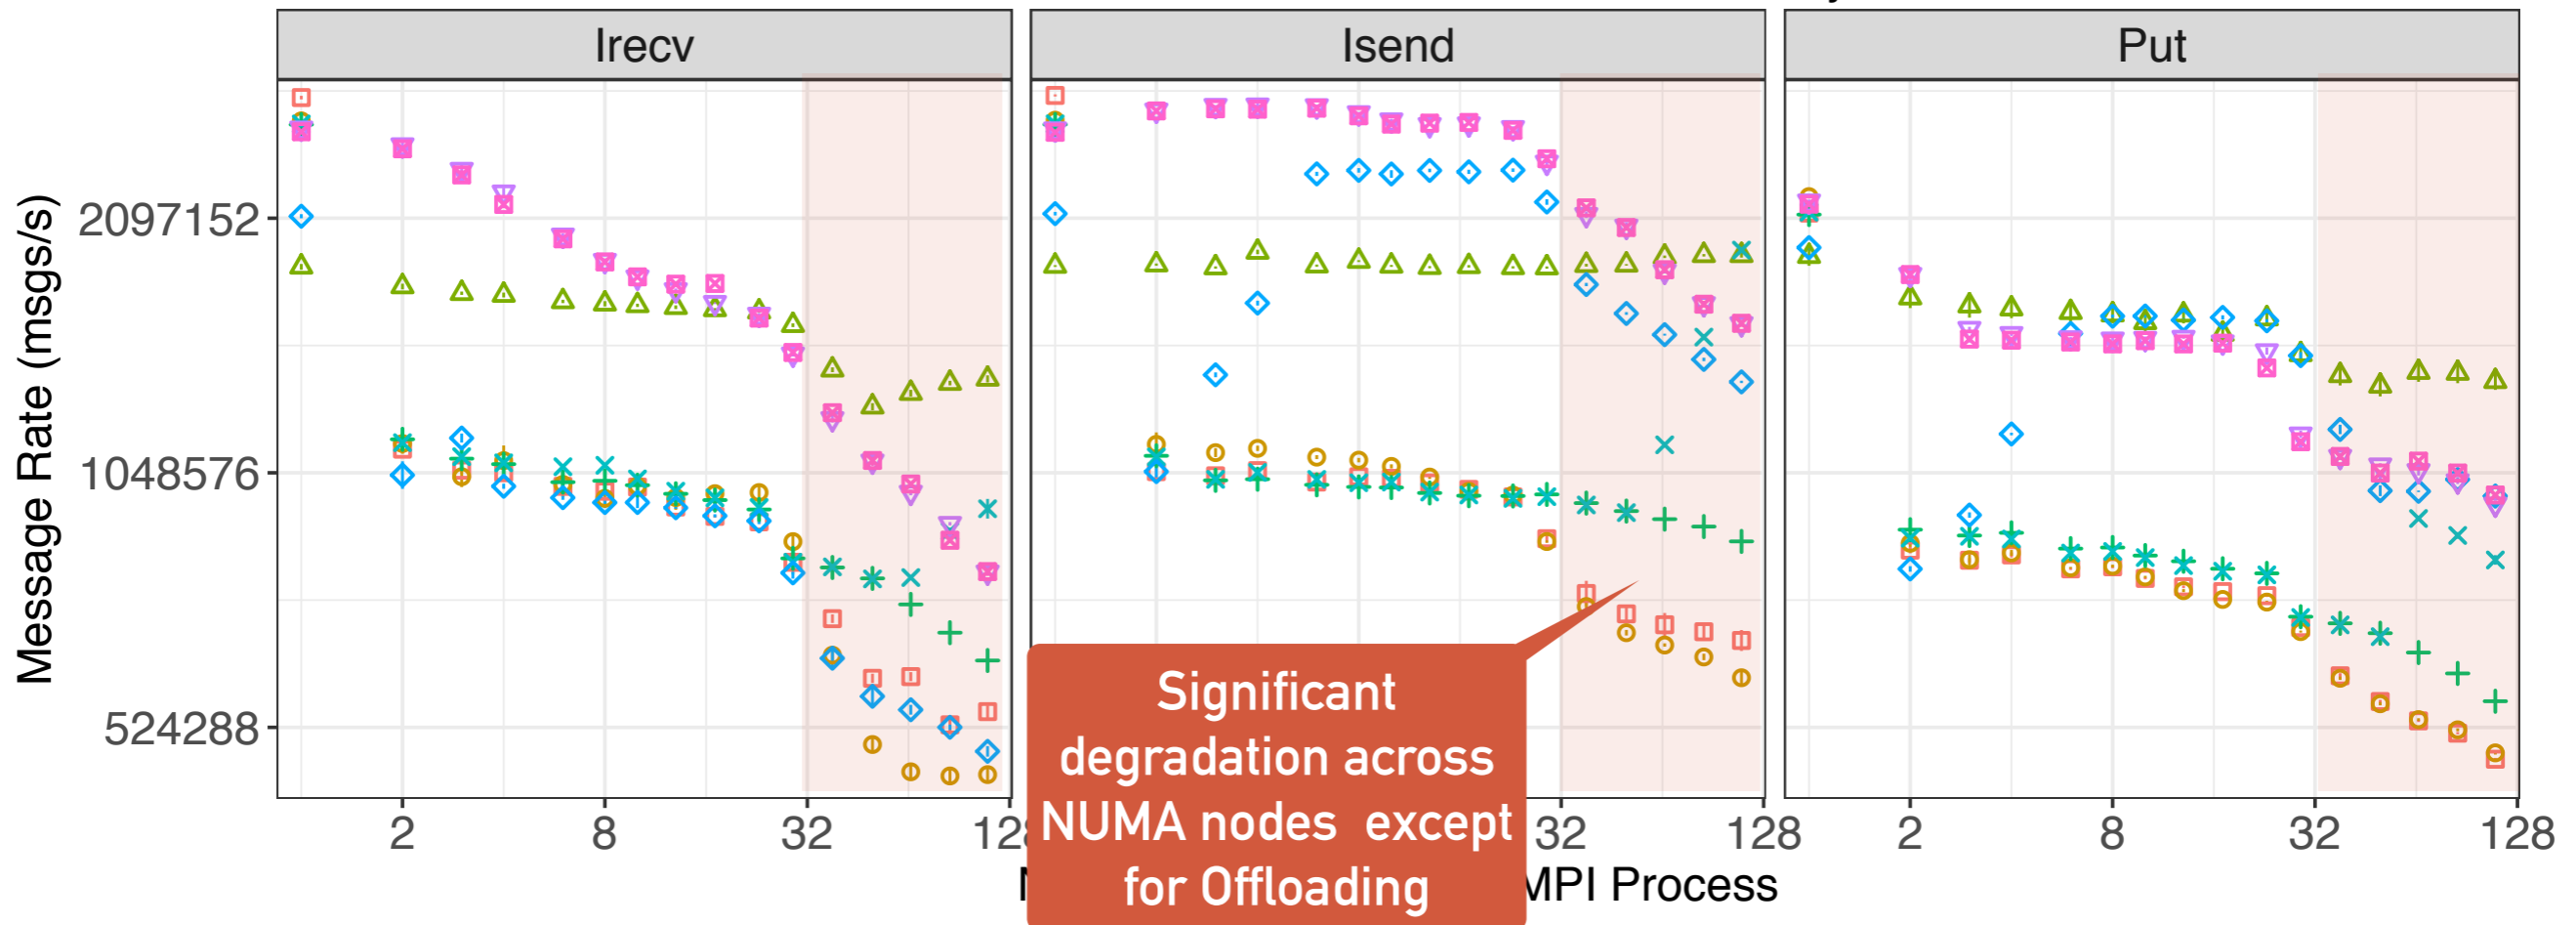 Irecv
Isend
Put
Message Rate (msgs/s)
2097152
1048576
524288
2
8
32
128
32
128
2
8
32
128
Significant
degradation across
NUMA nodes except
for Offloading
MPI Process